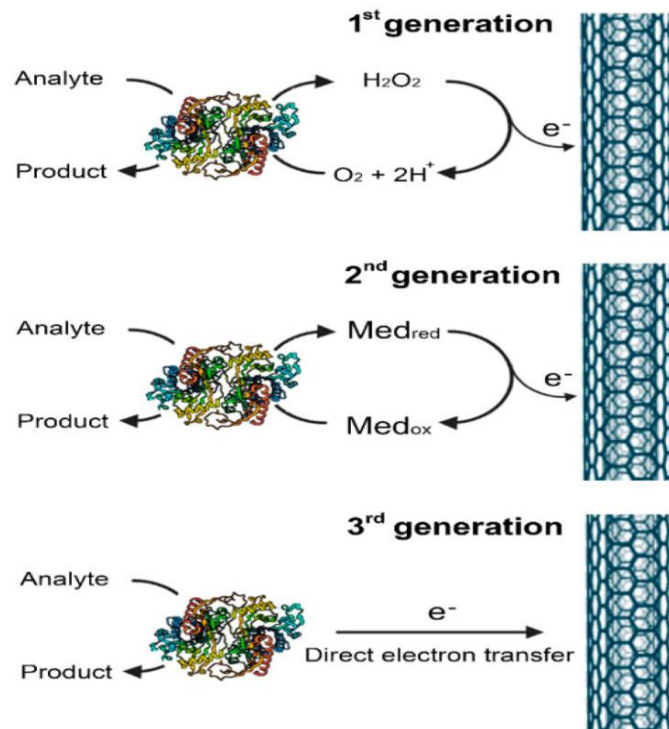 1st generation
Analyte
H₂O₂
e⁻
Product
O₂ + 2H⁺
2nd generation
Analyte
Medred
e⁻
Product
Medox
3rd generation
Analyte
e⁻
Direct electron transfer
Product